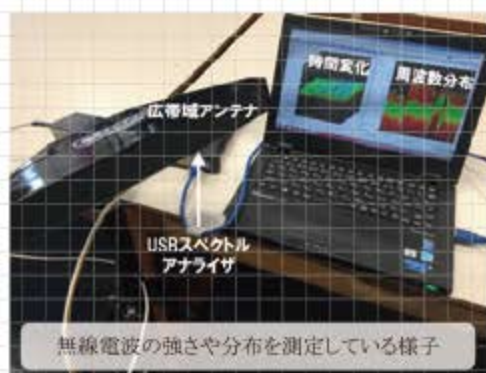 時間変化
周波数分布
広帯域アンテナ
USBスペクトル
アナライザ
無線電波の強さや分布を測定している様子